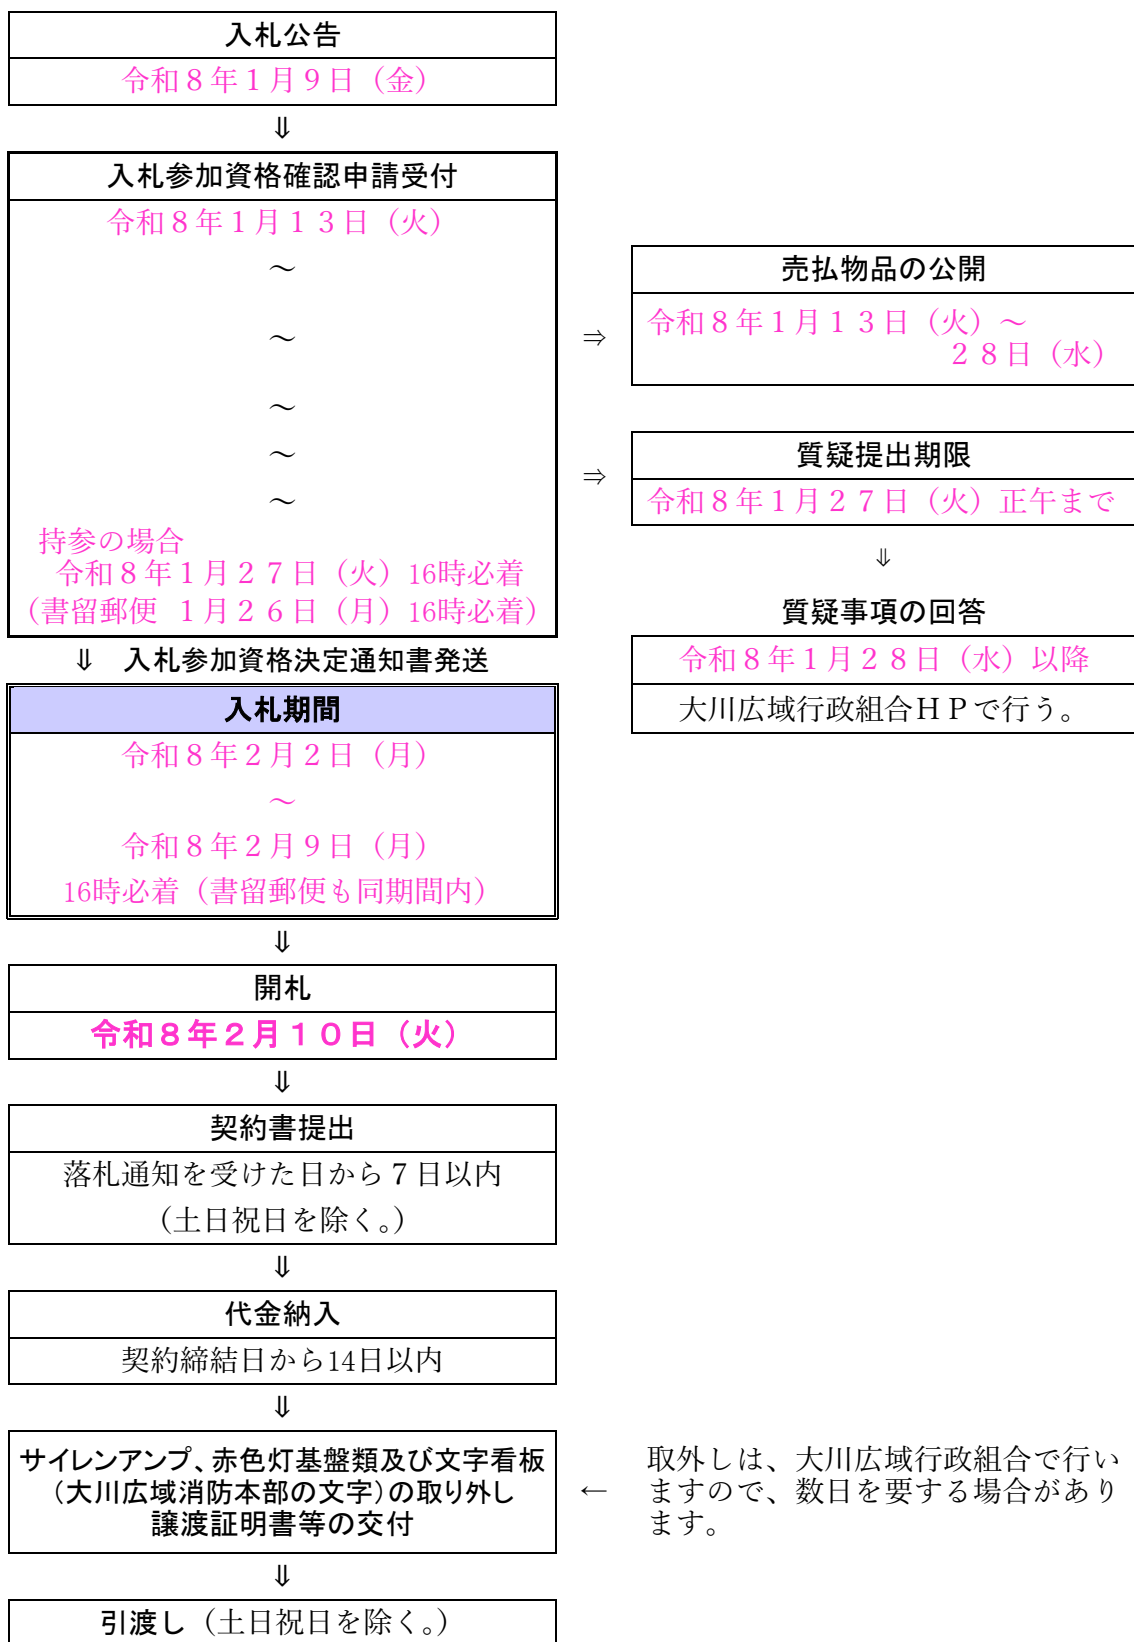 入札公告
令和８年１月９日（金）
⇓
入札参加資格確認申請受付
令和８年１月１３日（火）
～
～
～
～
～
持参の場合
令和８年１月２７日（火）16時必着
（書留郵便 １月２６日（月）16時必着）
⇒
売払物品の公開
令和８年１月１３日（火）～
２８日（水）
⇒
質疑提出期限
令和８年１月２７日（火）正午まで
⇓
質疑事項の回答
令和８年１月２８日（水）以降
大川広域行政組合ＨＰで行う。
⇓ 入札参加資格決定通知書発送
入札期間
令和８年２月２日（月）
～
令和８年２月９日（月）
16時必着（書留郵便も同期間内）
⇓
開札
令和８年２月１０日（火）
⇓
契約書提出
落札通知を受けた日から７日以内
（土日祝日を除く。）
⇓
代金納入
契約締結日から14日以内
⇓
サイレンアンプ、赤色灯基盤類及び文字看板
（大川広域消防本部の文字）の取り外し
譲渡証明書等の交付
←
取外しは、大川広域行政組合で行い
ますので、数日を要する場合があり
ます。
⇓
引渡し（土日祝日を除く。）